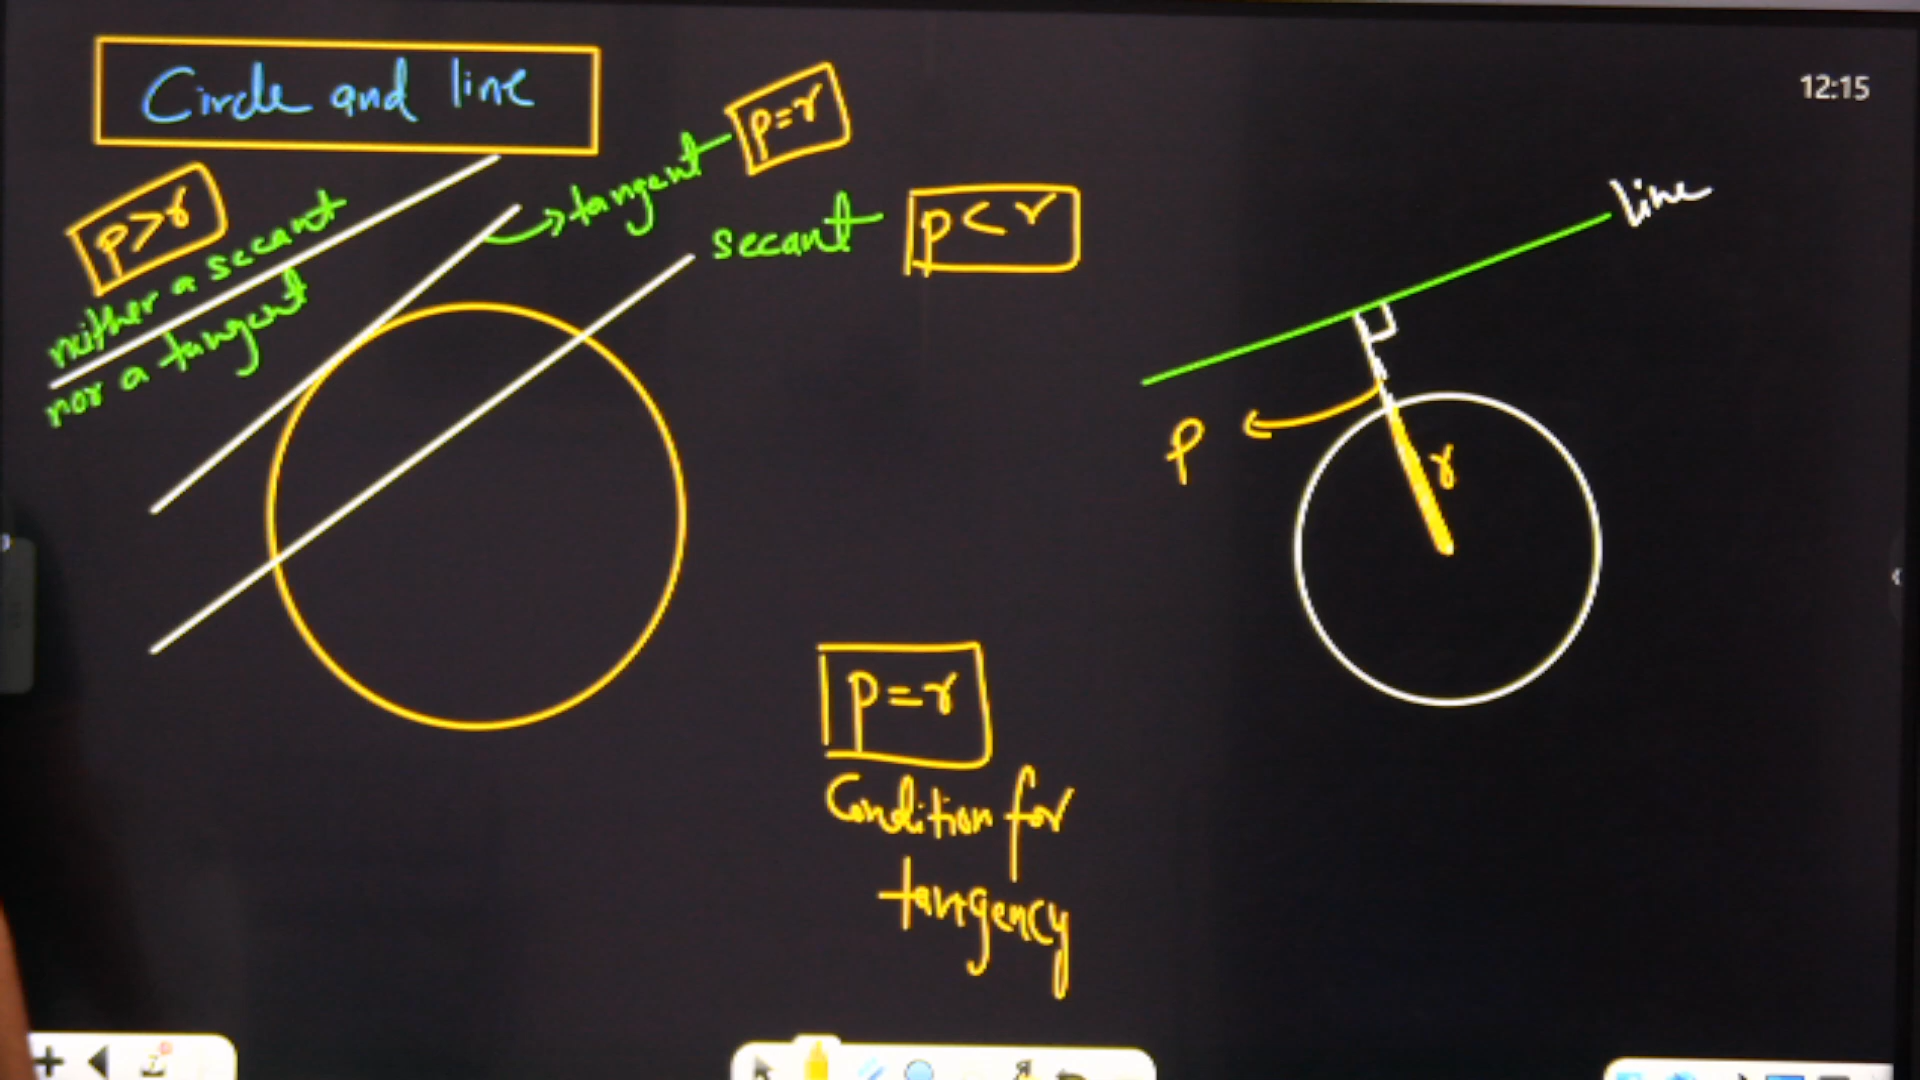 Circle and line
12:15
p=r
tangent
p>r
neither a secant
nor a tangent
secant
p<r
line
p
r
p=r
Condition for
tangency